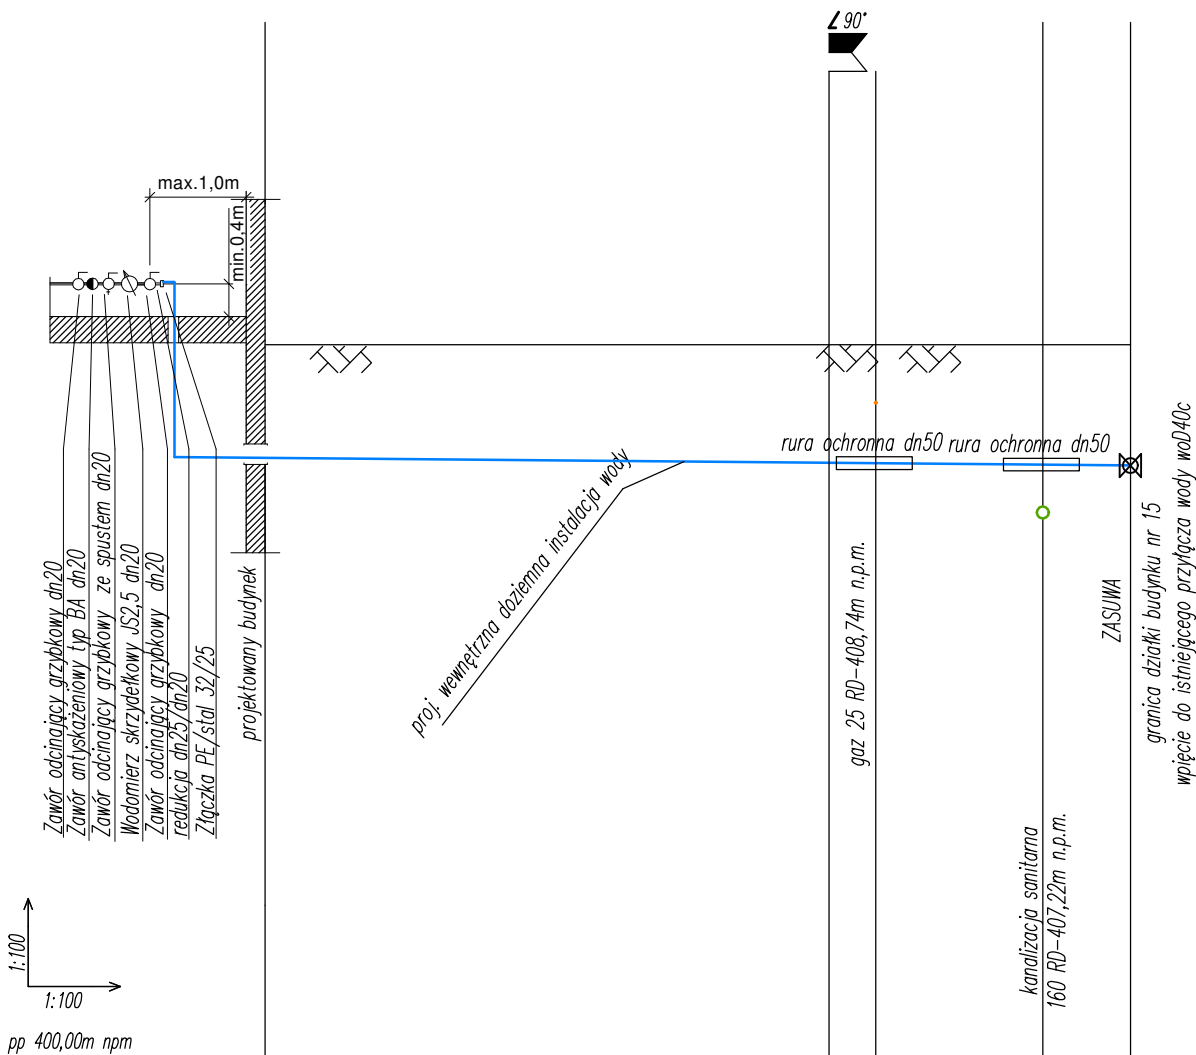 ∠90°
max.1,0m
min.0,4m
rura ochronna dn50
rura ochronna dn50
proj. wewnętrzna doziemna instalacja wody
Zawór odcinający grzybkowy dn20
Zawór antyskażeniowy typ BA dn20
Zawór odcinający grzybkowy ze spustem dn20
Wodomierz skrzydełkowy JS2,5 dn20
Zawór odcinający grzybkowy dn20
redukcja dn25/dn20
Złączka PE/stal 32/25
projektowany budynek
gaz 25 RD-408,74m n.p.m.
kanalizacja sanitarna
160 RD-407,22m n.p.m.
ZASUWA
granica działki budynku nr 15
wpięcie do istniejącego przyłącza wody woD40c
1:100
1:100
pp 400,00m npm